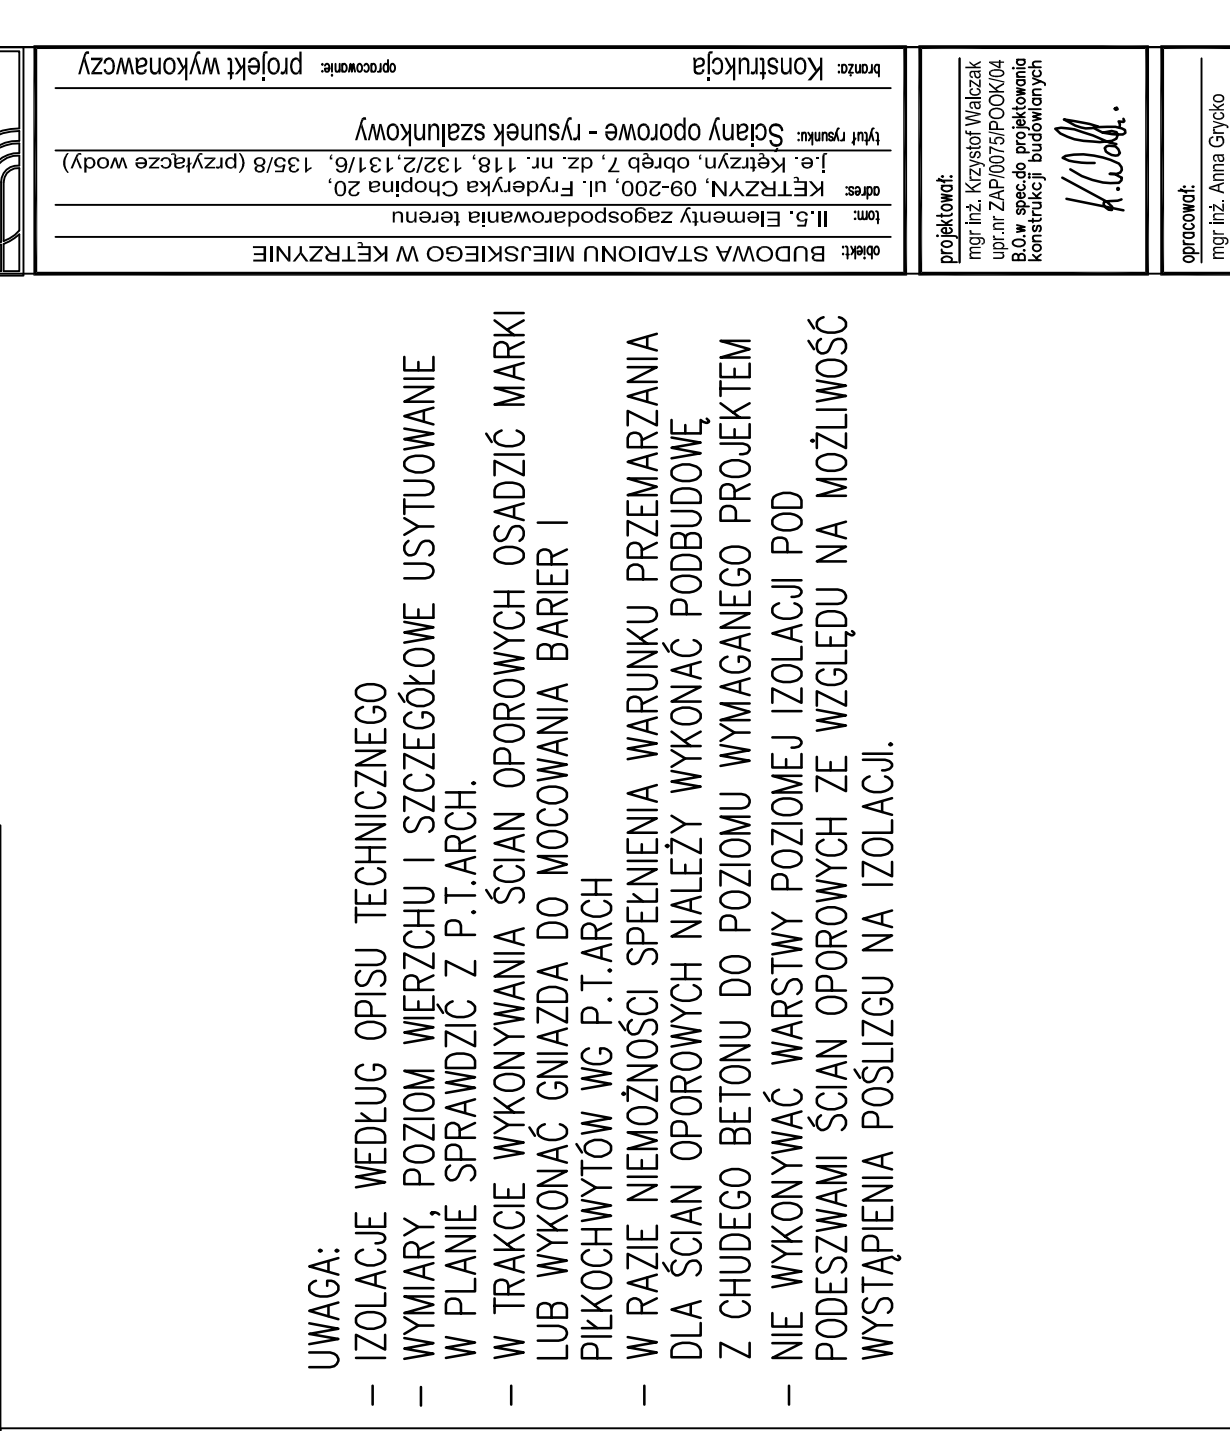 obiekt: BUDOWA STADIONU MIEJSKIEGO W KĘTRZYNIE
tom: II.5. Elementy zagospodarowania terenu
adres: KĘTRZYN, 09-200, ul. Fryderyka Chopina 20,
j.e. Kętrzyn, obręb 7, dz. nr. 118, 132/2,131/6, 135/8 (przyłącze wody)
tytuł rysunku: Ściany oporowe - rysunek szalunkowy
branża: Konstrukcja opracowanie: projekt wykonawczy
projektował:
mgr inż. Krzystof Walczak
upr.nr ZAP/0075/POOK/04
B.O.w spec.do projektowania
konstrukcji budowlanych
opracował:
mgr inż. Anna Grycko
UWAGA:
– IZOLACJE WEDŁUG OPISU TECHNICZNEGO
– WYMIARY, POZIOM WIERZCHU I SZCZEGÓŁOWE USYTUOWANIE
W PLANIE SPRAWDZIĆ Z P.T.ARCH.
– W TRAKCIE WYKONYWANIA ŚCIAN OPOROWYCH OSADZIĆ MARKI
LUB WYKONAĆ GNIAZDA DO MOCOWANIA BARIER I
PIŁKOCHWYTÓW WG P.T.ARCH
– W RAZIE NIEMOŻNOŚCI SPEŁNIENIA WARUNKU PRZEMARZANIA
DLA ŚCIAN OPOROWYCH NALEŻY WYKONAĆ PODBUDOWĘ
Z CHUDEGO BETONU DO POZIOMU WYMAGANEGO PROJEKTEM
– NIE WYKONYWAĆ WARSTWY POZIOMEJ IZOLACJI POD
PODESZWAMI ŚCIAN OPOROWYCH ZE WZGLĘDU NA MOŻLIWOŚĆ
WYSTĄPIENIA POŚLIZGU NA IZOLACJI.